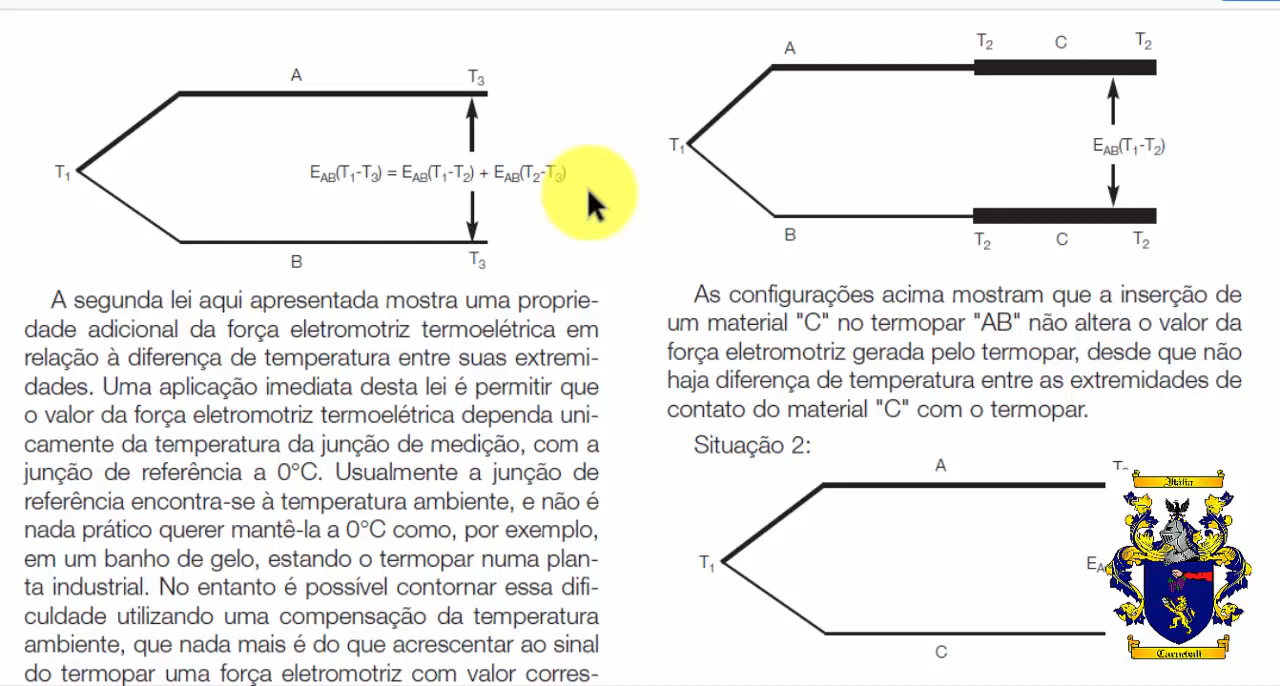 A
T3
T1
EAB(T1-T3) = EAB(T1-T2) + EAB(T2-T3)
B
T3
A segunda lei aqui apresentada mostra uma proprie-
dade adicional da força eletromotriz termoelétrica em
relação à diferença de temperatura entre suas extremi-
dades. Uma aplicação imediata desta lei é permitir que
o valor da força eletromotriz termoelétrica dependa uni-
camente da temperatura da junção de medição, com a
junção de referência a 0°C. Usualmente a junção de
referência encontra-se à temperatura ambiente, e não é
nada prático querer mantê-la a 0°C como, por exemplo,
em um banho de gelo, estando o termopar numa plan-
ta industrial. No entanto é possível contornar essa difi-
culdade utilizando uma compensação da temperatura
ambiente, que nada mais é do que acrescentar ao sinal
do termopar uma força eletromotriz com valor corres-
A
T2
C
T2
T1
EAB(T1-T2)
B
T2
C
T2
As configurações acima mostram que a inserção de
um material "C" no termopar "AB" não altera o valor da
força eletromotriz gerada pelo termopar, desde que não
haja diferença de temperatura entre as extremidades de
contato do material "C" com o termopar.
Situação 2:
A
T1
C
Itália
Carnevali